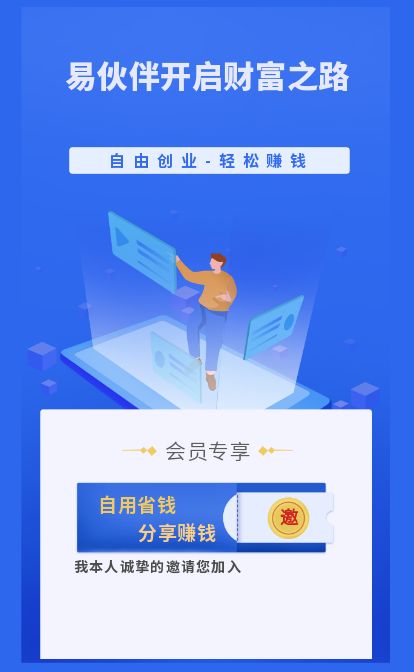 易伙伴开启财富之路
自由创业-轻松赚钱
会员专享
自用省钱
分享赚钱
邀
我本人诚挚的邀请您加入